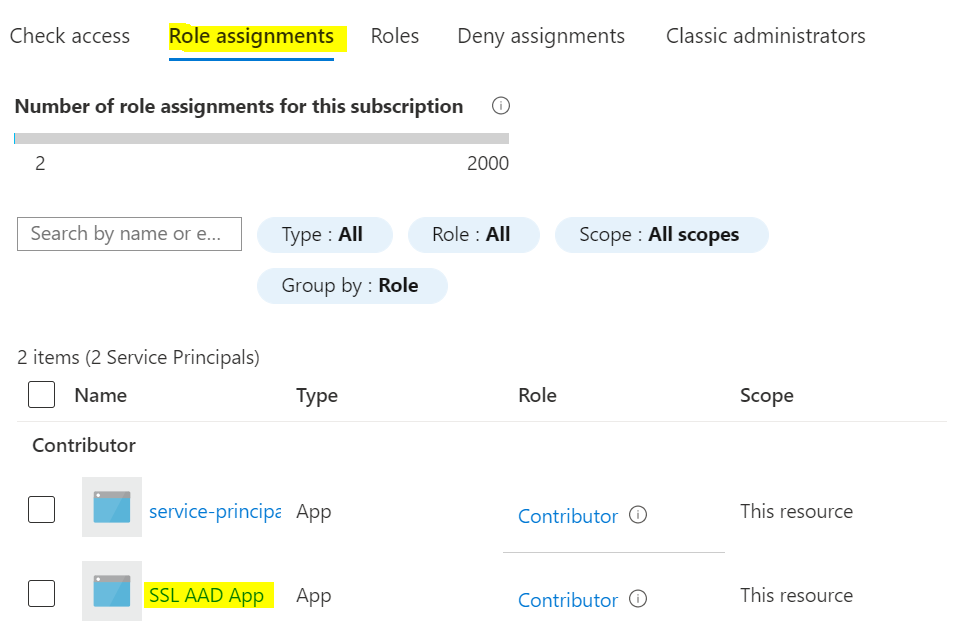 Check access Role assignments Roles Deny assignments Classic administrators
Number of role assignments for this subscription
2 2000
Search by name or e... Type : All Role : All Scope : All scopes
Group by : Role
2 items (2 Service Principals)
Name Type Role Scope
Contributor
service-principa App Contributor This resource
SSL AAD App App Contributor This resource